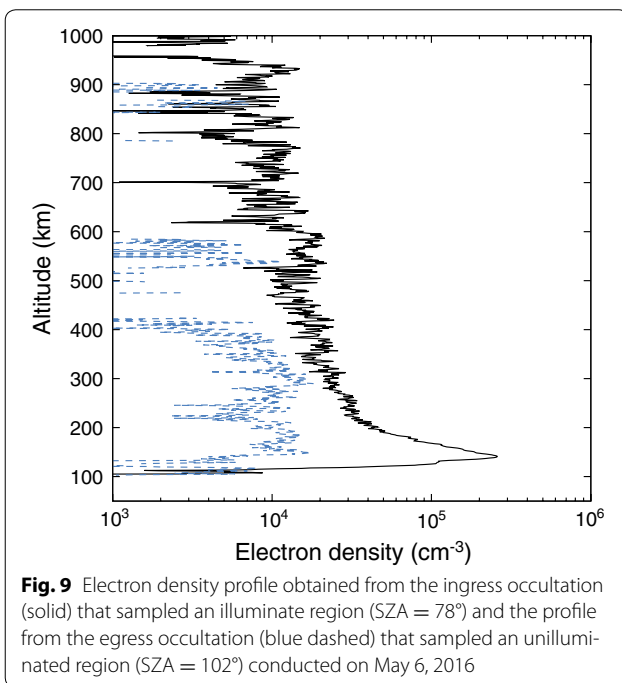 1000
900
800
700
600
500
400
300
200
100
Altitude (km)
10³ 10⁴ 10⁵ 10⁶
Electron density (cm⁻³)
Fig. 9 Electron density profile obtained from the ingress occultation
(solid) that sampled an illuminate region (SZA = 78°) and the profile
from the egress occultation (blue dashed) that sampled an unillumi-
nated region (SZA = 102°) conducted on May 6, 2016